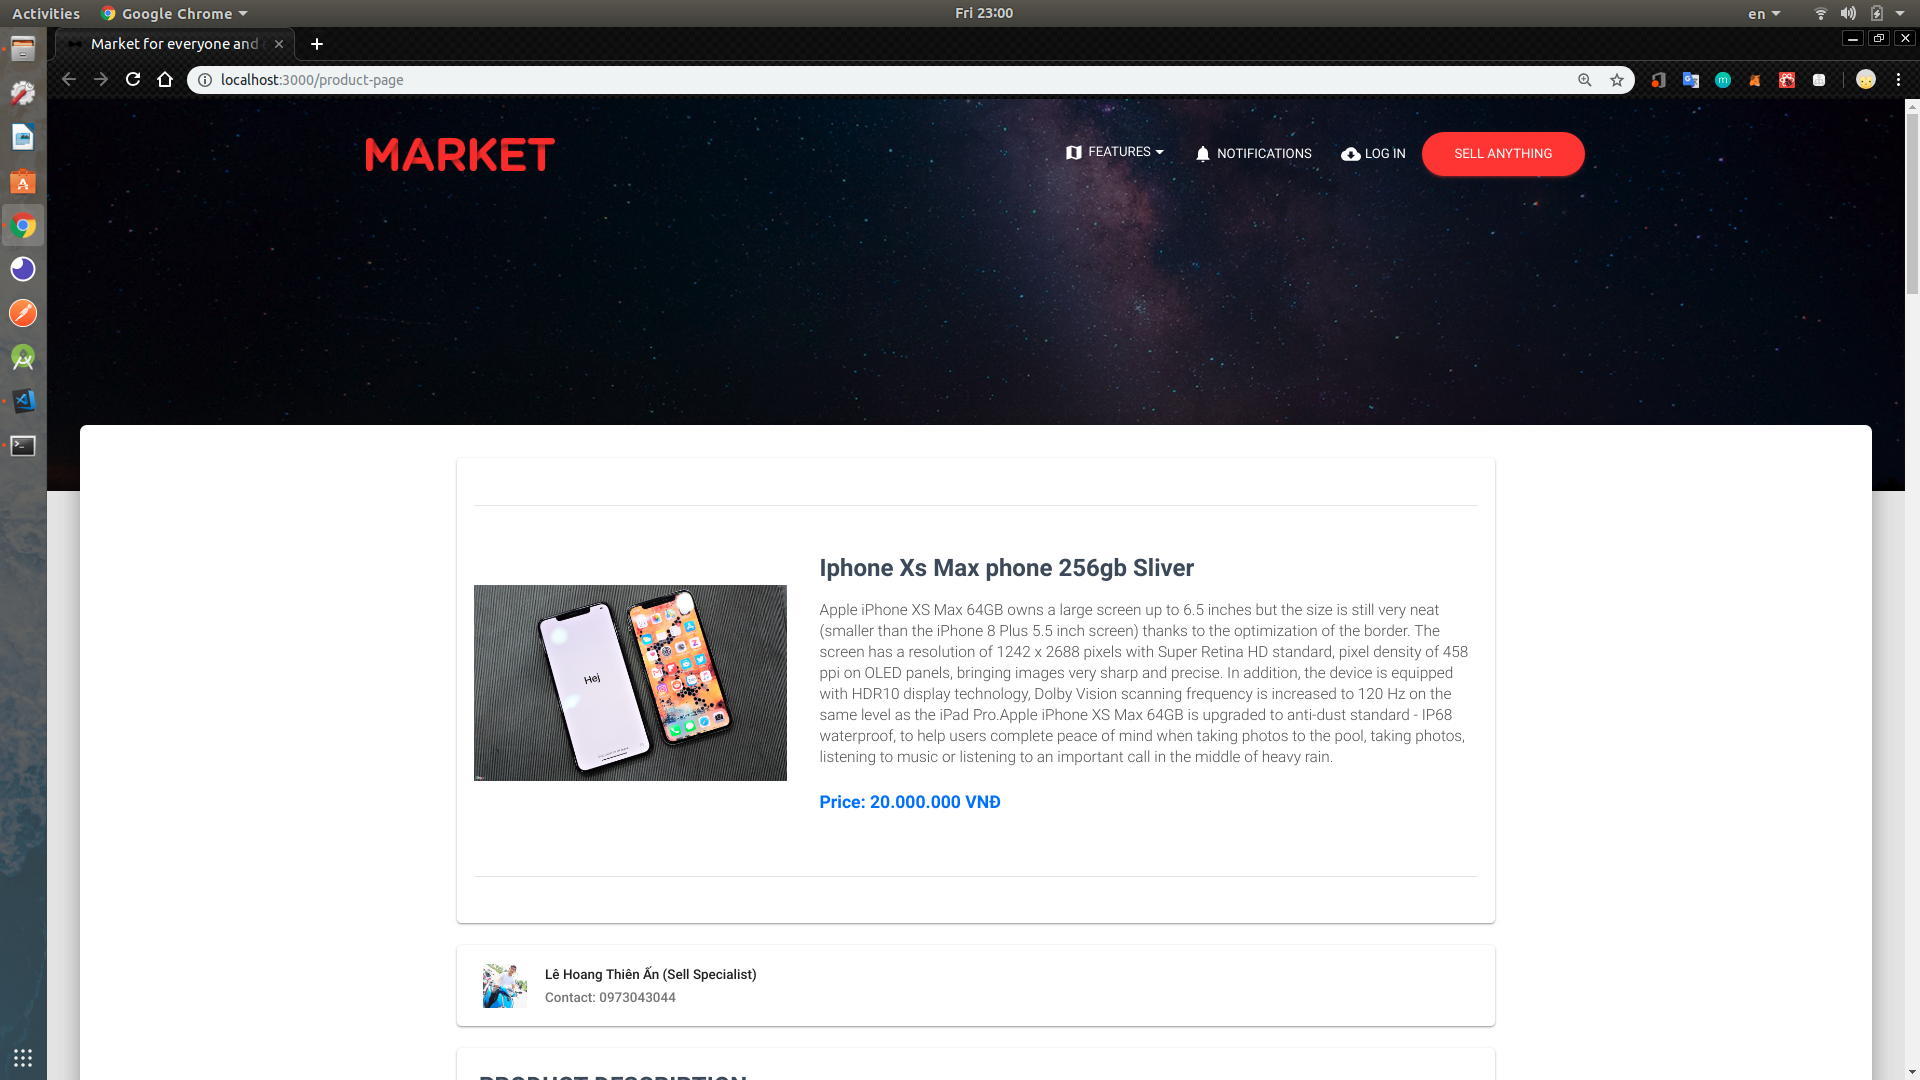 Activities
Google Chrome
Fri 23:00
en
Market for everyone and
localhost:3000/product-page
MARKET
FEATURES
NOTIFICATIONS
LOG IN
SELL ANYTHING
Iphone Xs Max phone 256gb Sliver
Apple iPhone XS Max 64GB owns a large screen up to 6.5 inches but the size is still very neat
(smaller than the iPhone 8 Plus 5.5 inch screen) thanks to the optimization of the border. The
screen has a resolution of 1242 x 2688 pixels with Super Retina HD standard, pixel density of 458
ppi on OLED panels, bringing images very sharp and precise. In addition, the device is equipped
with HDR10 display technology, Dolby Vision scanning frequency is increased to 120 Hz on the
same level as the iPad Pro.Apple iPhone XS Max 64GB is upgraded to anti-dust standard - IP68
waterproof, to help users complete peace of mind when taking photos to the pool, taking photos,
listening to music or listening to an important call in the middle of heavy rain.
Hej
Price: 20.000.000 VNĐ
Lê Hoang Thiên Ấn (Sell Specialist)
Contact: 0973043044
PRODUCT DESCRIPTION